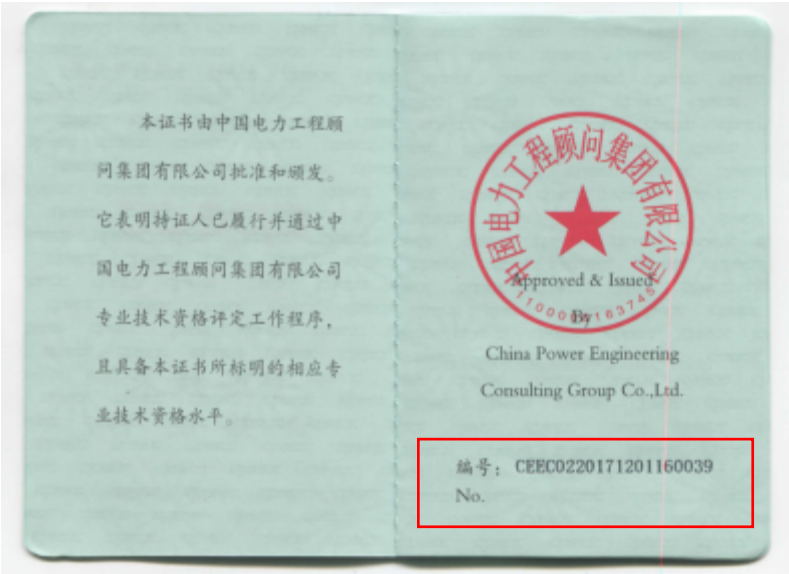 本证书由中国电力工程顾
问集团有限公司批准和颁发。
它表明持证人已履行并通过中
国电力工程顾问集团有限公司
专业技术资格评定工作程序，
且具备本证书所标明的相应专
业技术资格水平。
中国电力工程顾问集团有限公司
Approved & Issued
By
China Power Engineering
Consulting Group Co.,Ltd.
编号：CEEC0220171201160039
No.